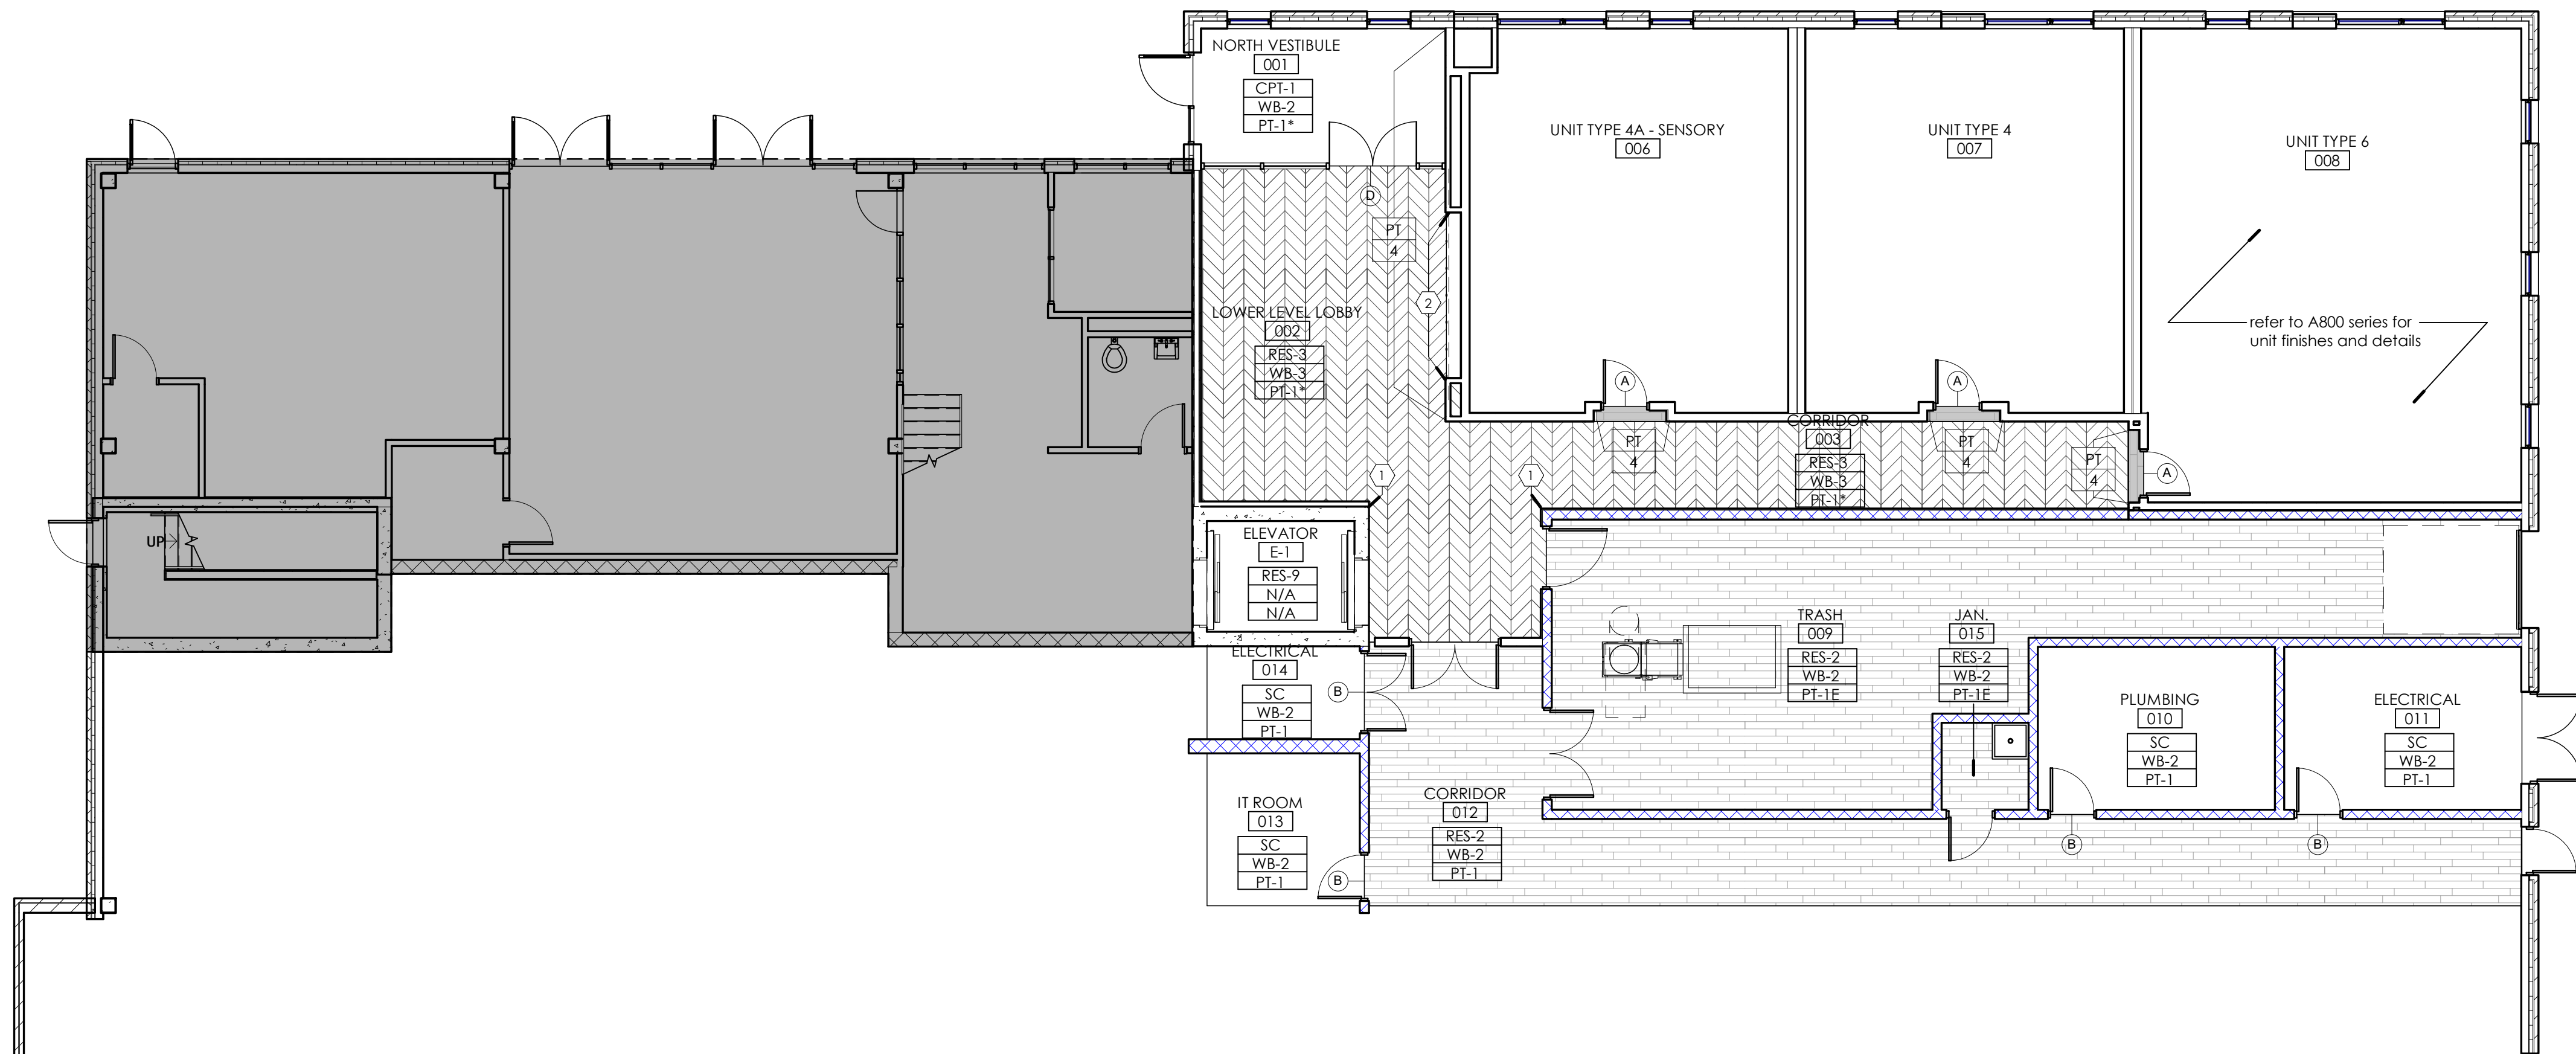 NORTH VESTIBULE
001
CPT-1
WB-2
PT-1*
UNIT TYPE 4A - SENSORY
006
UNIT TYPE 4
007
UNIT TYPE 6
008
D
PT
4
2
LOWER LEVEL LOBBY
002
RES-3
WB-3
PT-1*
refer to A800 series for
unit finishes and details
A
A
CORRIDOR
003
RES-3
WB-3
PT-1*
PT
4
PT
4
PT
4
A
1
1
UP
ELEVATOR
E-1
RES-9
N/A
N/A
TRASH
009
RES-2
WB-2
PT-1E
JAN.
015
RES-2
WB-2
PT-1E
ELECTRICAL
014
SC
WB-2
PT-1
B
PLUMBING
010
SC
WB-2
PT-1
ELECTRICAL
011
SC
WB-2
PT-1
IT ROOM
013
SC
WB-2
PT-1
B
CORRIDOR
012
RES-2
WB-2
PT-1
B
B